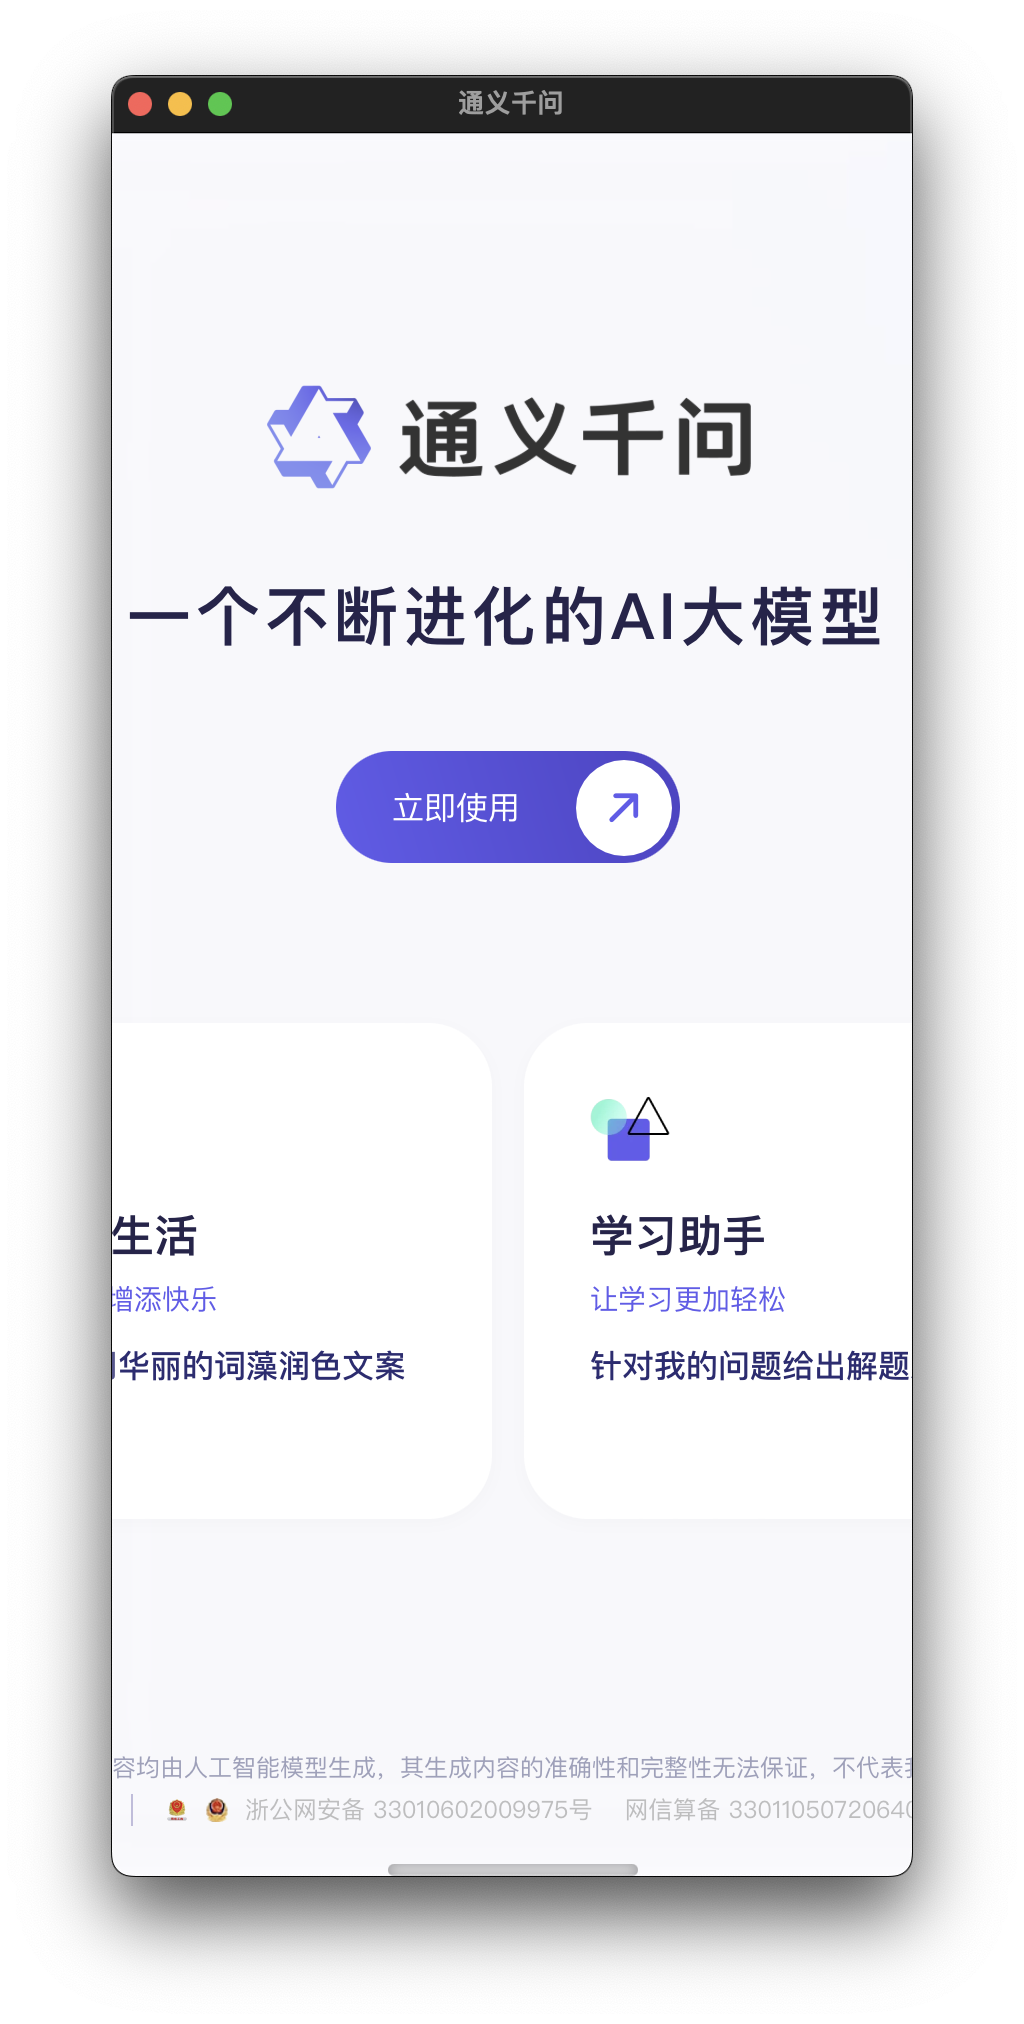 通义千问
通义千问
一个不断进化的AI大模型
立即使用
生活
增添快乐
华丽的词藻润色文案
学习助手
让学习更加轻松
针对我的问题给出解题
容均由人工智能模型生成，其生成内容的准确性和完整性无法保证，不代表
浙公网安备 33010602009975号 网信算备 33011050720640